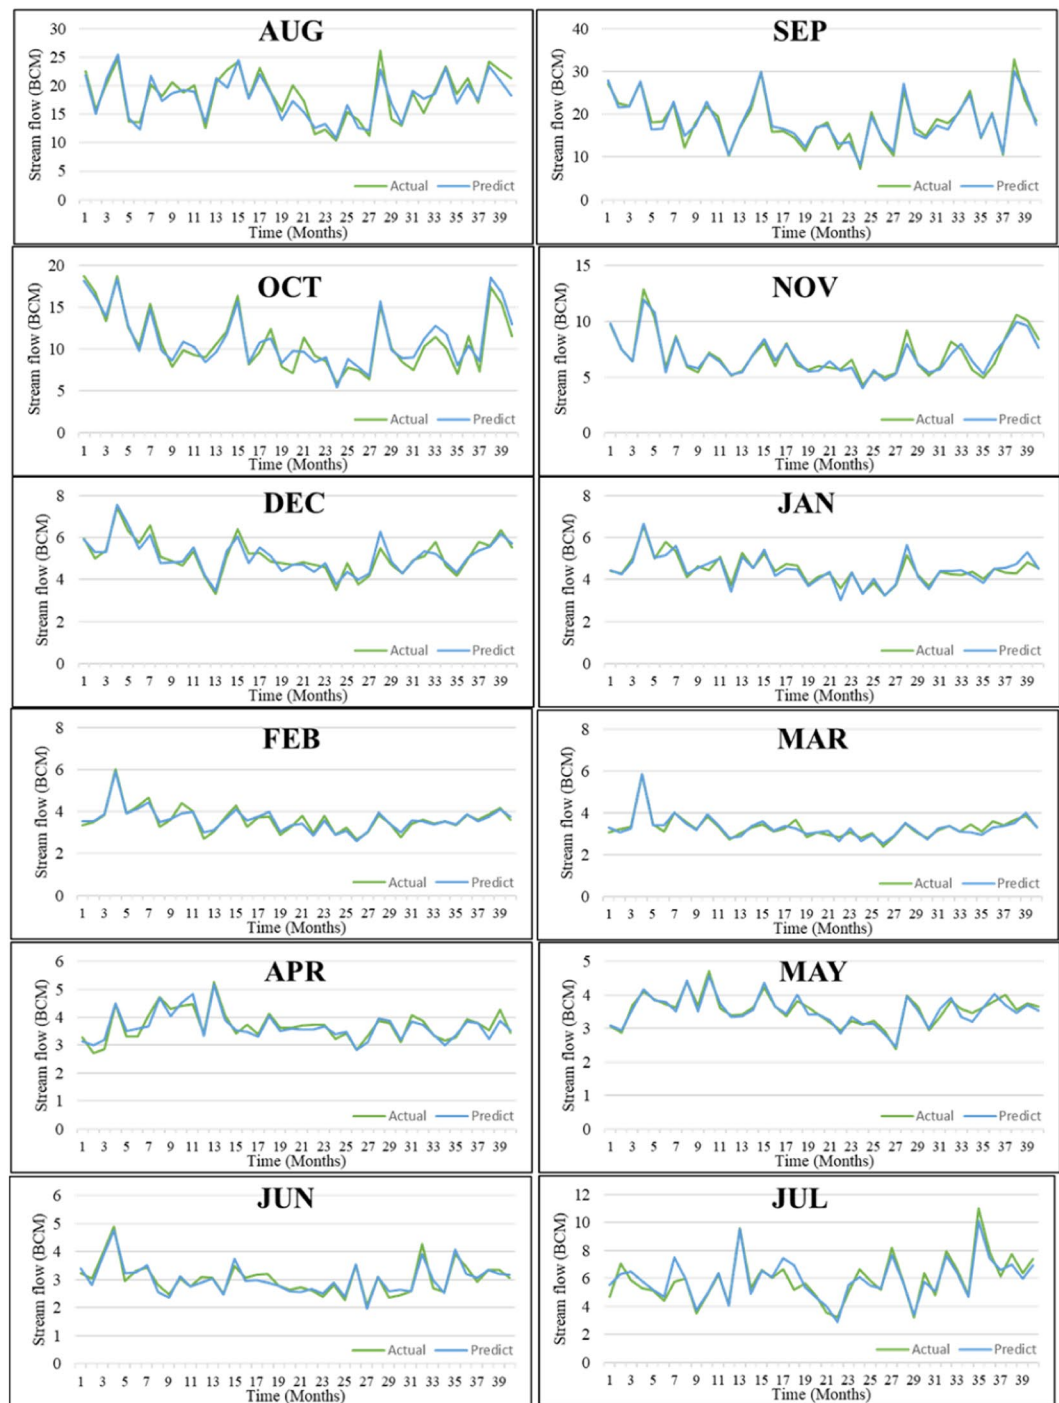 AUG
Stream flow (BCM)
30
25
20
15
10
5
0
Actual Predict
1 3 5 7 9 11 13 15 17 19 21 23 25 27 29 31 33 35 37 39
Time (Months)
SEP
Stream flow (BCM)
40
30
20
10
0
Actual Predict
1 3 5 7 9 11 13 15 17 19 21 23 25 27 29 31 33 35 37 39
Time (Months)
OCT
Stream flow (BCM)
20
15
10
5
0
Actual Predict
1 3 5 7 9 11 13 15 17 19 21 23 25 27 29 31 33 35 37 39
Time (Months)
NOV
Stream flow (BCM)
15
10
5
0
Actual Predict
1 3 5 7 9 11 13 15 17 19 21 23 25 27 29 31 33 35 37 39
Time (Months)
DEC
Stream flow (BCM)
8
6
4
2
0
Actual Predict
1 3 5 7 9 11 13 15 17 19 21 23 25 27 29 31 33 35 37 39
Time (Months)
JAN
Stream flow (BCM)
8
6
4
2
0
Actual Predict
1 3 5 7 9 11 13 15 17 19 21 23 25 27 29 31 33 35 37 39
Time (Months)
FEB
Stream flow (BCM)
8
6
4
2
0
Actual Predict
1 3 5 7 9 11 13 15 17 19 21 23 25 27 29 31 33 35 37 39
Time (Months)
MAR
Stream flow (BCM)
8
6
4
2
0
Actual Predict
1 3 5 7 9 11 13 15 17 19 21 23 25 27 29 31 33 35 37 39
Time (Months)
APR
Stream flow (BCM)
6
5
4
3
2
1
0
Actual Predict
1 3 5 7 9 11 13 15 17 19 21 23 25 27 29 31 33 35 37 39
Time (Months)
MAY
Stream flow (BCM)
5
4
3
2
1
0
Actual Predict
1 3 5 7 9 11 13 15 17 19 21 23 25 27 29 31 33 35 37 39
Time (Months)
JUN
Stream flow (BCM)
6
5
4
3
2
1
0
Actual Predict
1 3 5 7 9 11 13 15 17 19 21 23 25 27 29 31 33 35 37 39
Time (Months)
JUL
Stream flow (BCM)
12
10
8
6
4
2
0
Actual Predict
1 3 5 7 9 11 13 15 17 19 21 23 25 27 29 31 33 35 37 39
Time (Months)